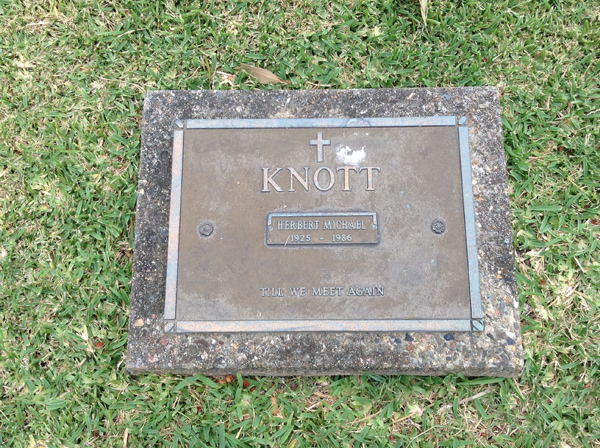 KNOTT
HERBERT MICHAEL
1925 - 1986
TILL WE MEET AGAIN